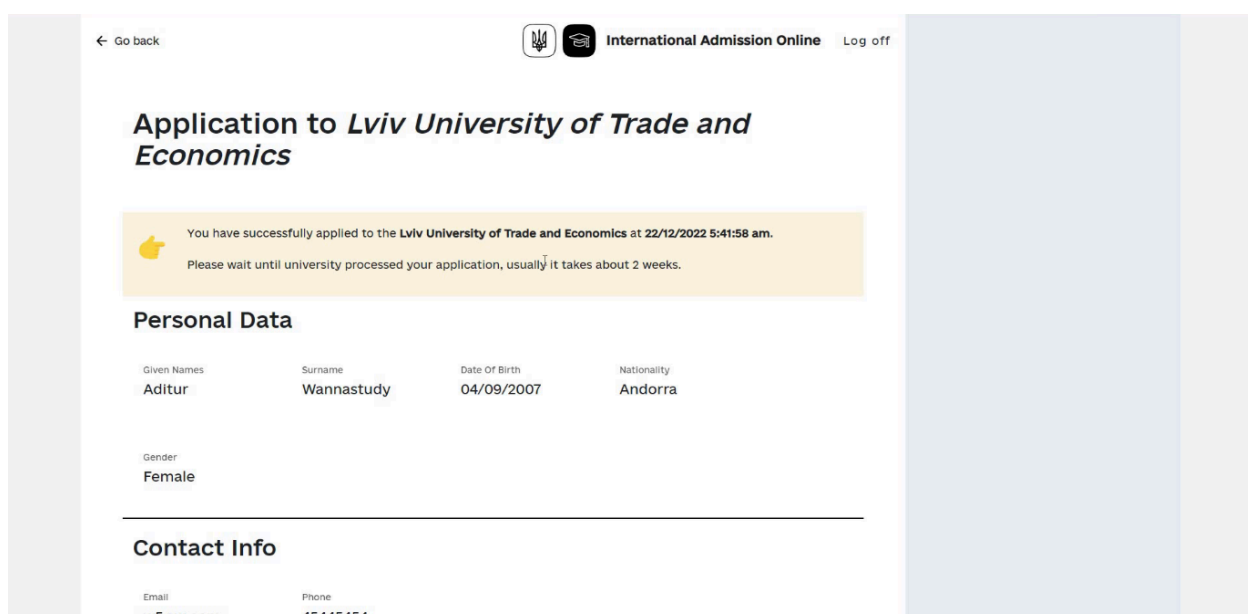 ← Go back
International Admission Online
Log off
Application to Lviv University of Trade and
Economics
You have successfully applied to the Lviv University of Trade and Economics at 22/12/2022 5:41:58 am.
Please wait until university processed your application, usually it takes about 2 weeks.
Personal Data
Given Names Surname Date Of Birth Nationality
Aditur Wannastudy 04/09/2007 Andorra
Gender
Female
Contact Info
Email Phone